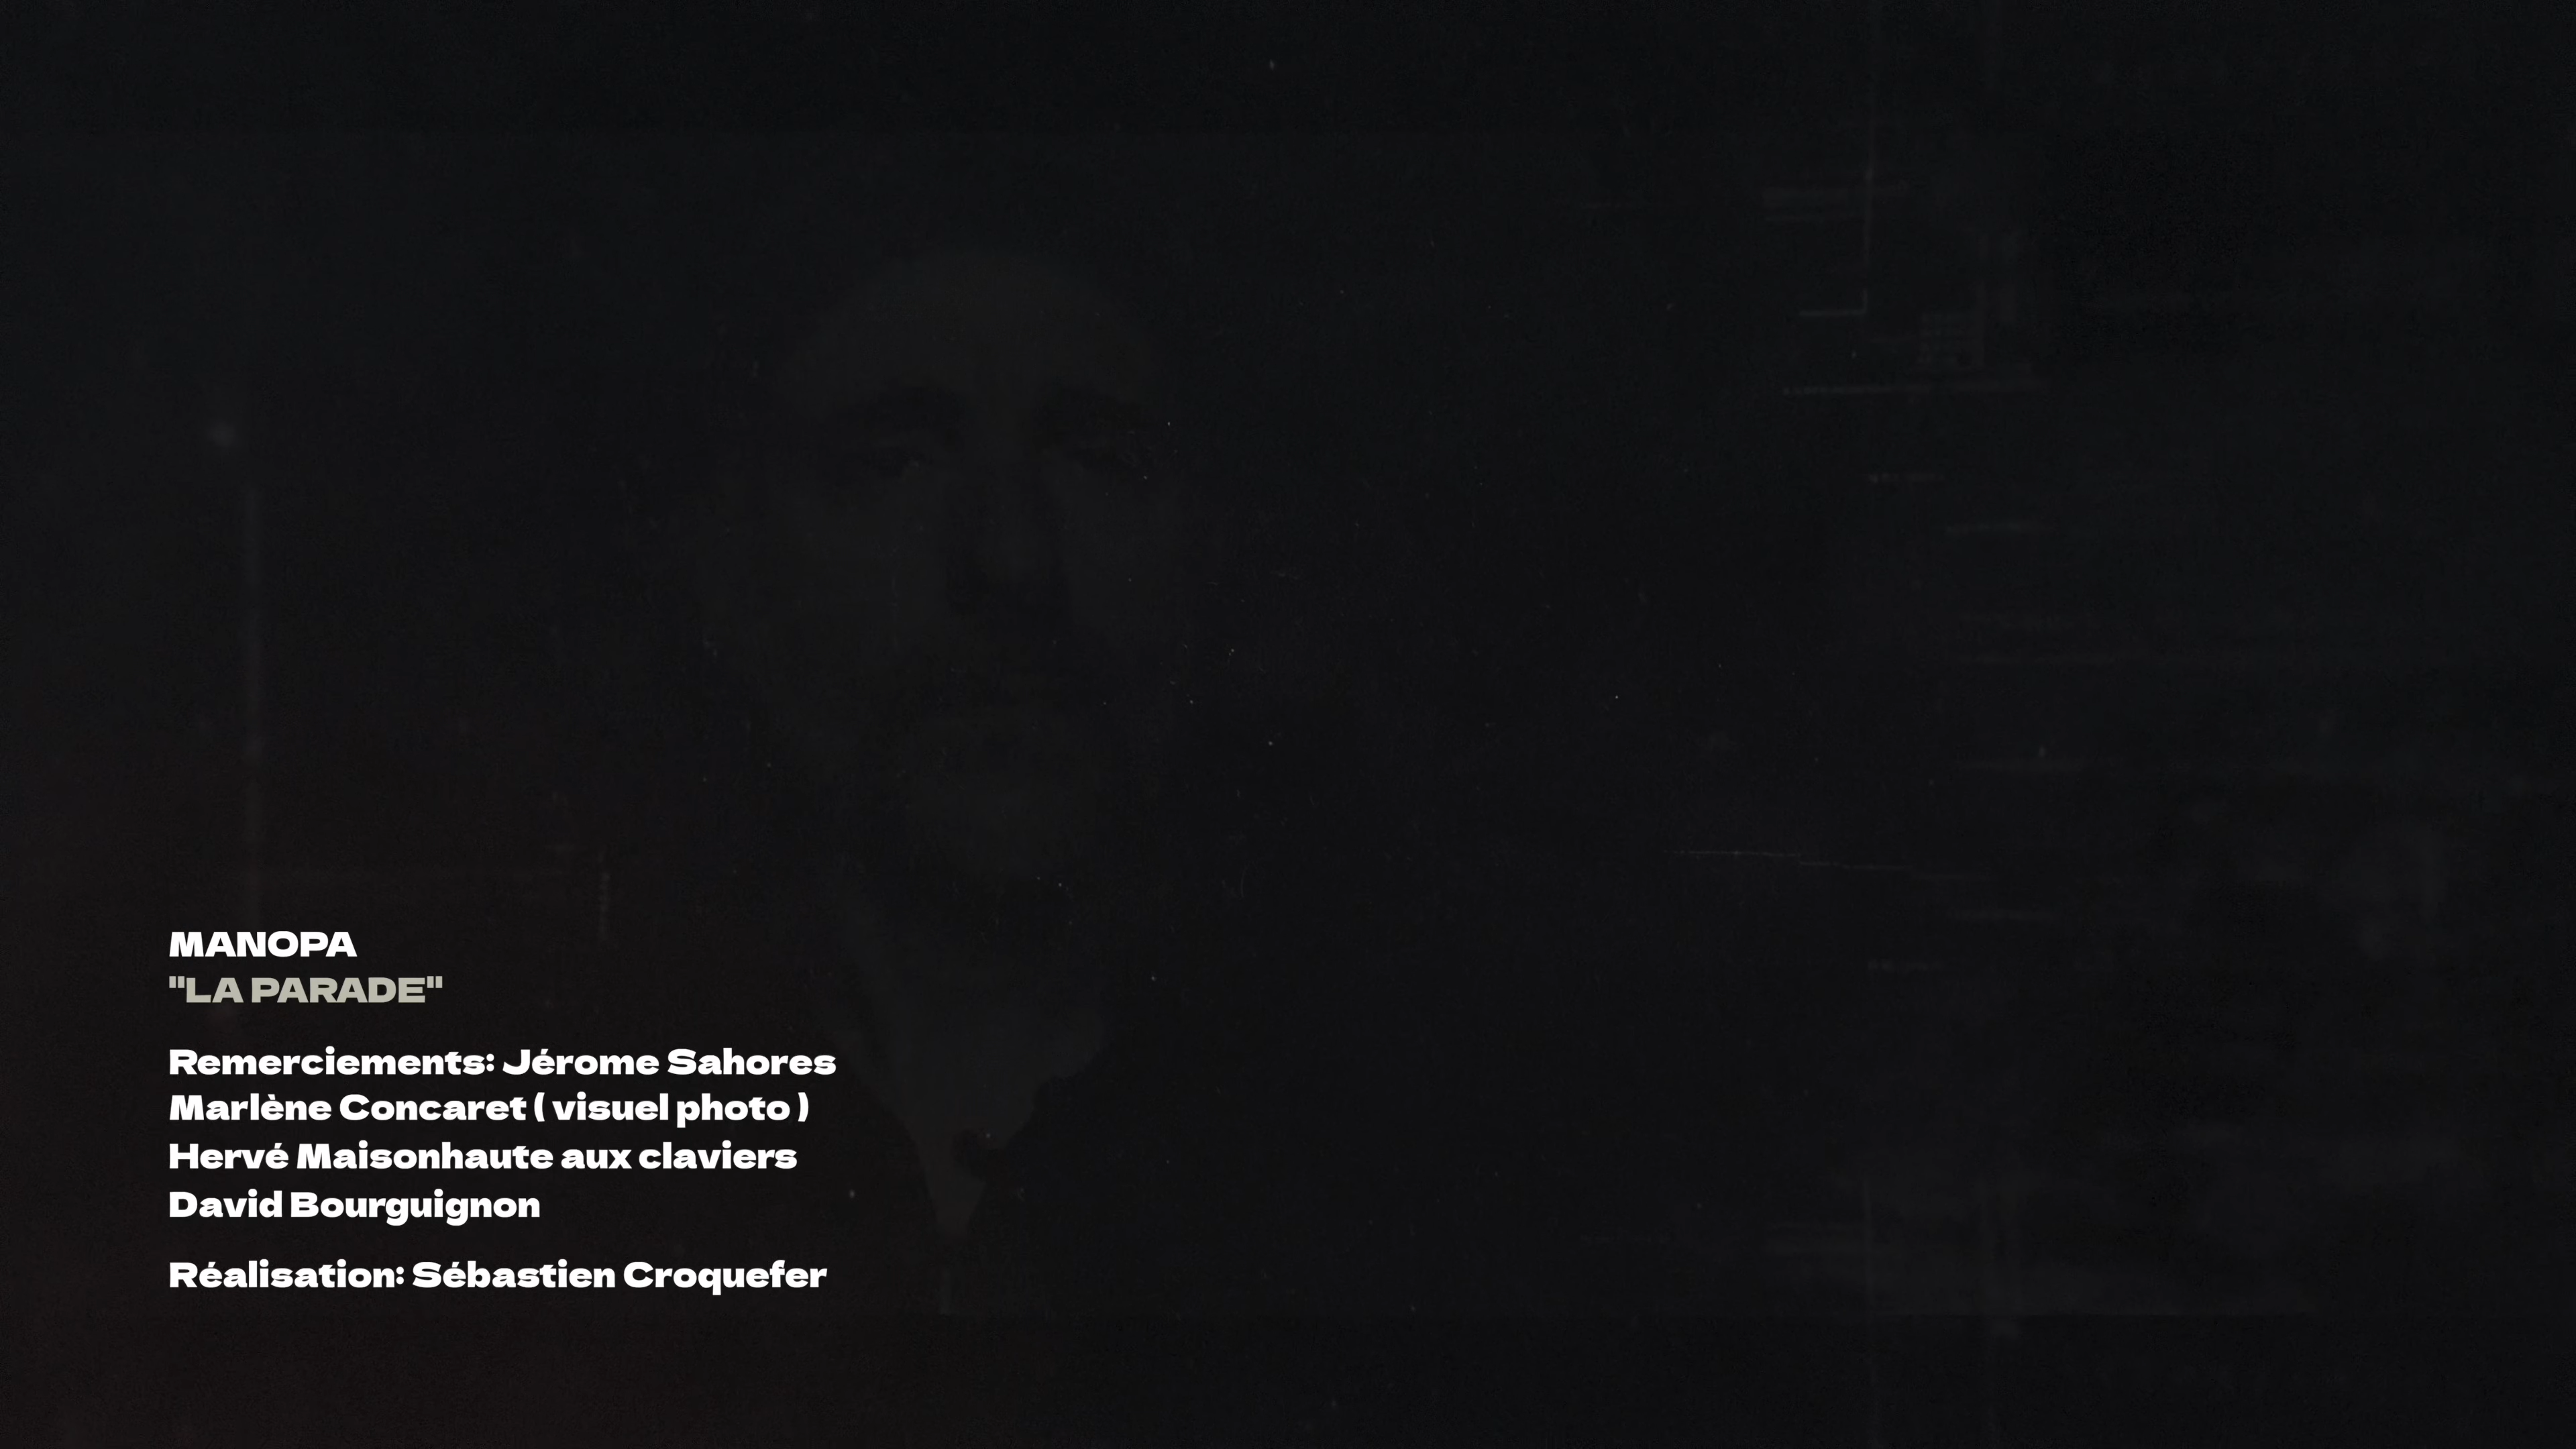 MANOPA
"LA PARADE"
Remerciements: Jérome Sahores
Marlène Concaret ( visuel photo )
Hervé Maisonhaute aux claviers
David Bourguignon
Réalisation: Sébastien Croquefer